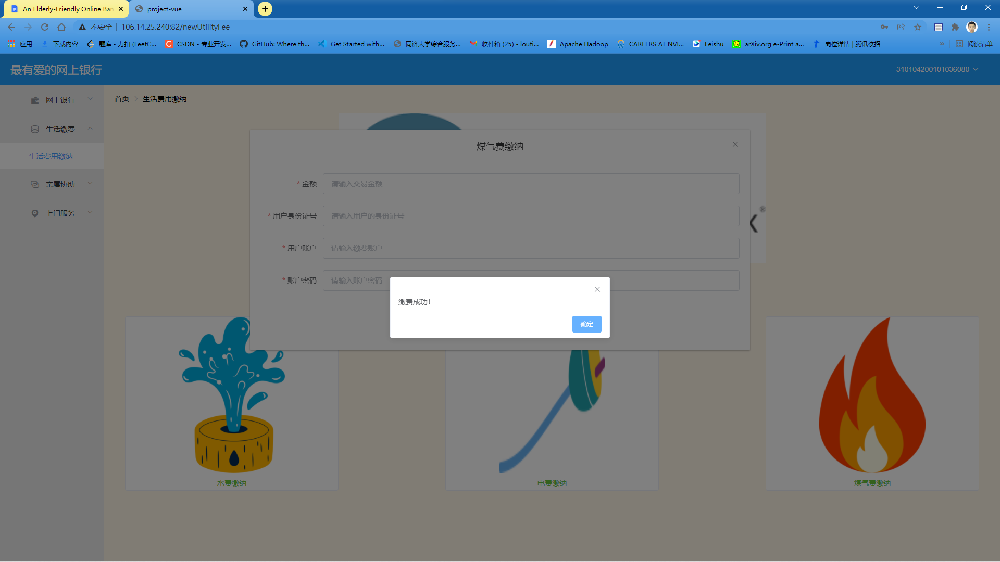 An Elderly-Friendly Online Ban
project-vue
不安全
106.14.25.240:82/newUtilityFee
应用
下载内容
题库 - 力扣 (LeetC...
CSDN - 专业开发...
GitHub: Where th...
Get Started with...
同济大学综合服务...
收件箱 (25) - louti...
Apache Hadoop
CAREERS AT NVI...
Feishu
arXiv.org e-Print a...
岗位详情 | 腾讯校招
»
阅读清单
最有爱的网上银行
310104200101036080
网上银行
生活缴费
生活费用缴纳
亲属协助
上门服务
首页 > 生活费用缴纳
煤气费缴纳
* 金额
请输入交易金额
* 用户身份证号
请输入用户的身份证号
* 用户账户
请输入缴费账户
* 账户密码
请输入账户密码
缴费成功！
确定
水费缴纳
电费缴纳
煤气费缴纳